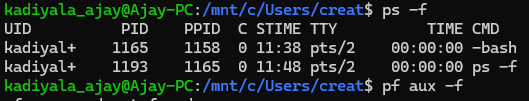 kadiyala_ajay@Ajay-PC:/mnt/c/Users/creat$ ps -f
UID          PID    PPID  C STIME TTY          TIME CMD
kadiyal+    1165    1158  0 11:38 pts/2    00:00:00 -bash
kadiyal+    1193    1165  0 11:48 pts/2    00:00:00 ps -f
kadiyala_ajay@Ajay-PC:/mnt/c/Users/creat$ pf aux -f